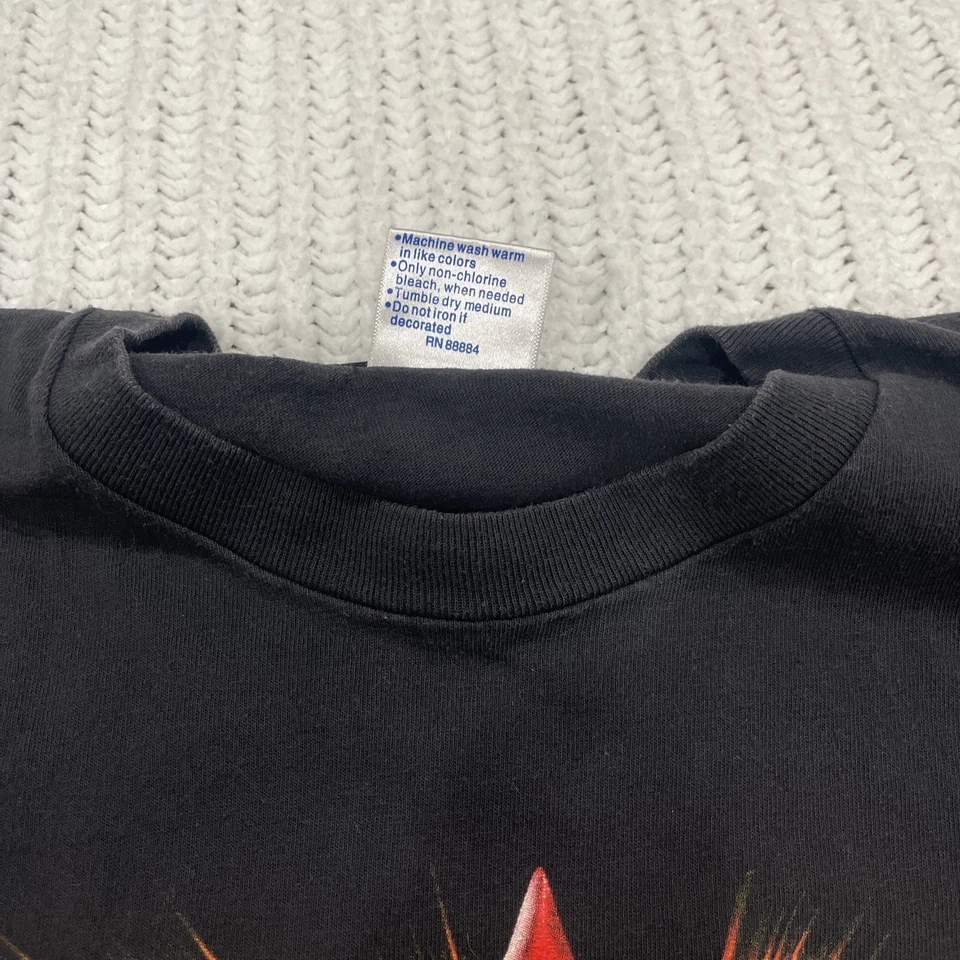 •Machine wash warm
in like colors
•Only non-chlorine
bleach, when needed
•Tumble dry medium
•Do not iron if
decorated
RN 88884